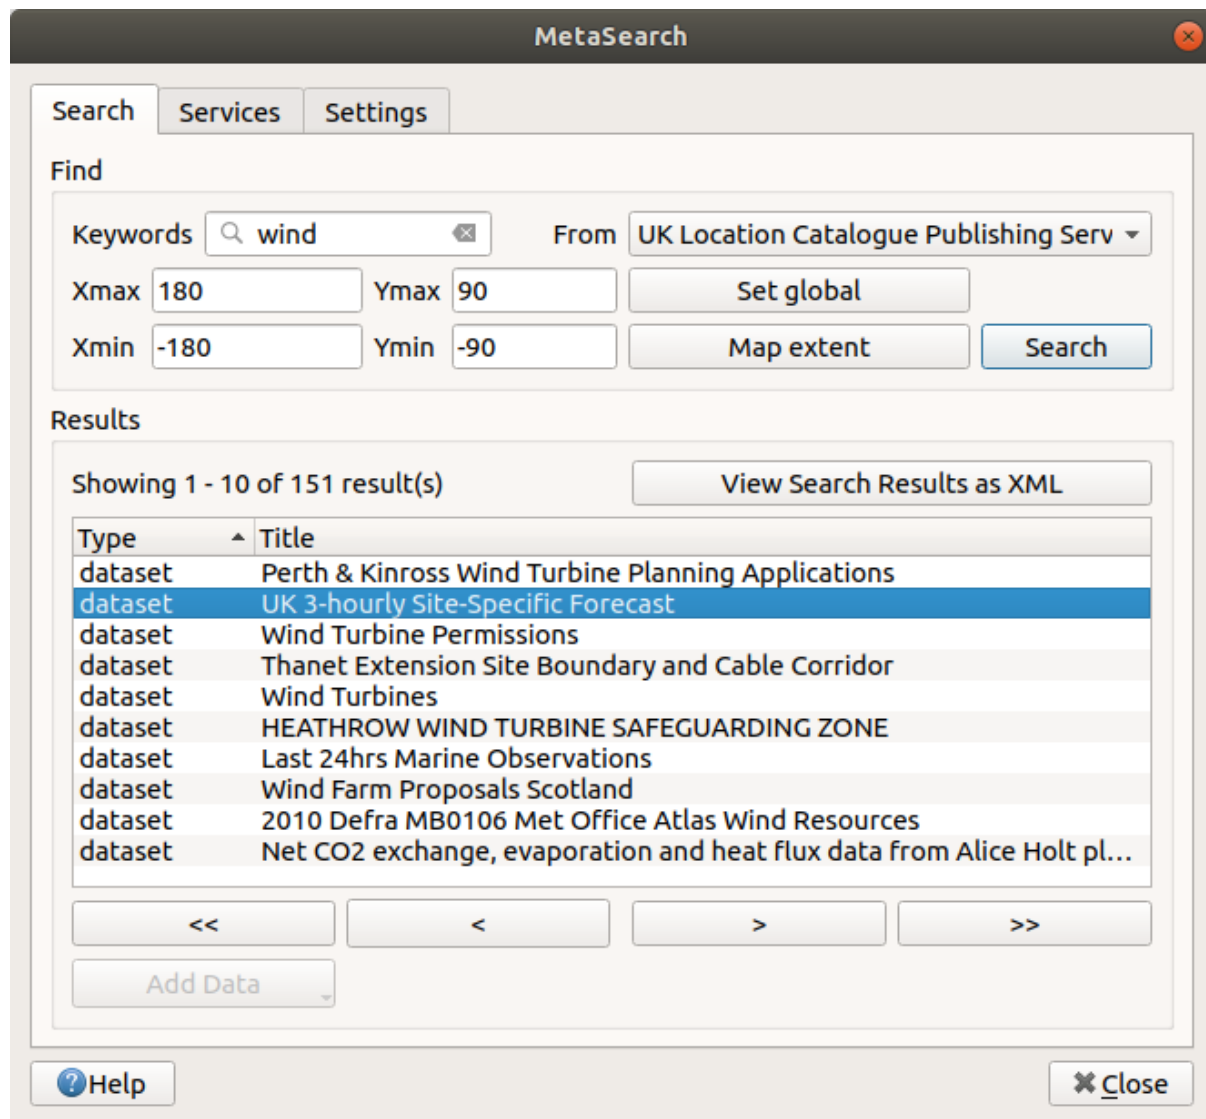 MetaSearch
Search Services Settings
Find
Keywords wind From UK Location Catalogue Publishing Serv
Xmax 180 Ymax 90 Set global
Xmin -180 Ymin -90 Map extent Search
Results
Showing 1 - 10 of 151 result(s) View Search Results as XML
Type Title
dataset Perth & Kinross Wind Turbine Planning Applications
dataset UK 3-hourly Site-Specific Forecast
dataset Wind Turbine Permissions
dataset Thanet Extension Site Boundary and Cable Corridor
dataset Wind Turbines
dataset HEATHROW WIND TURBINE SAFEGUARDING ZONE
dataset Last 24hrs Marine Observations
dataset Wind Farm Proposals Scotland
dataset 2010 Defra MB0106 Met Office Atlas Wind Resources
dataset Net CO2 exchange, evaporation and heat flux data from Alice Holt pl...
<< < > >>
Add Data
Help Close